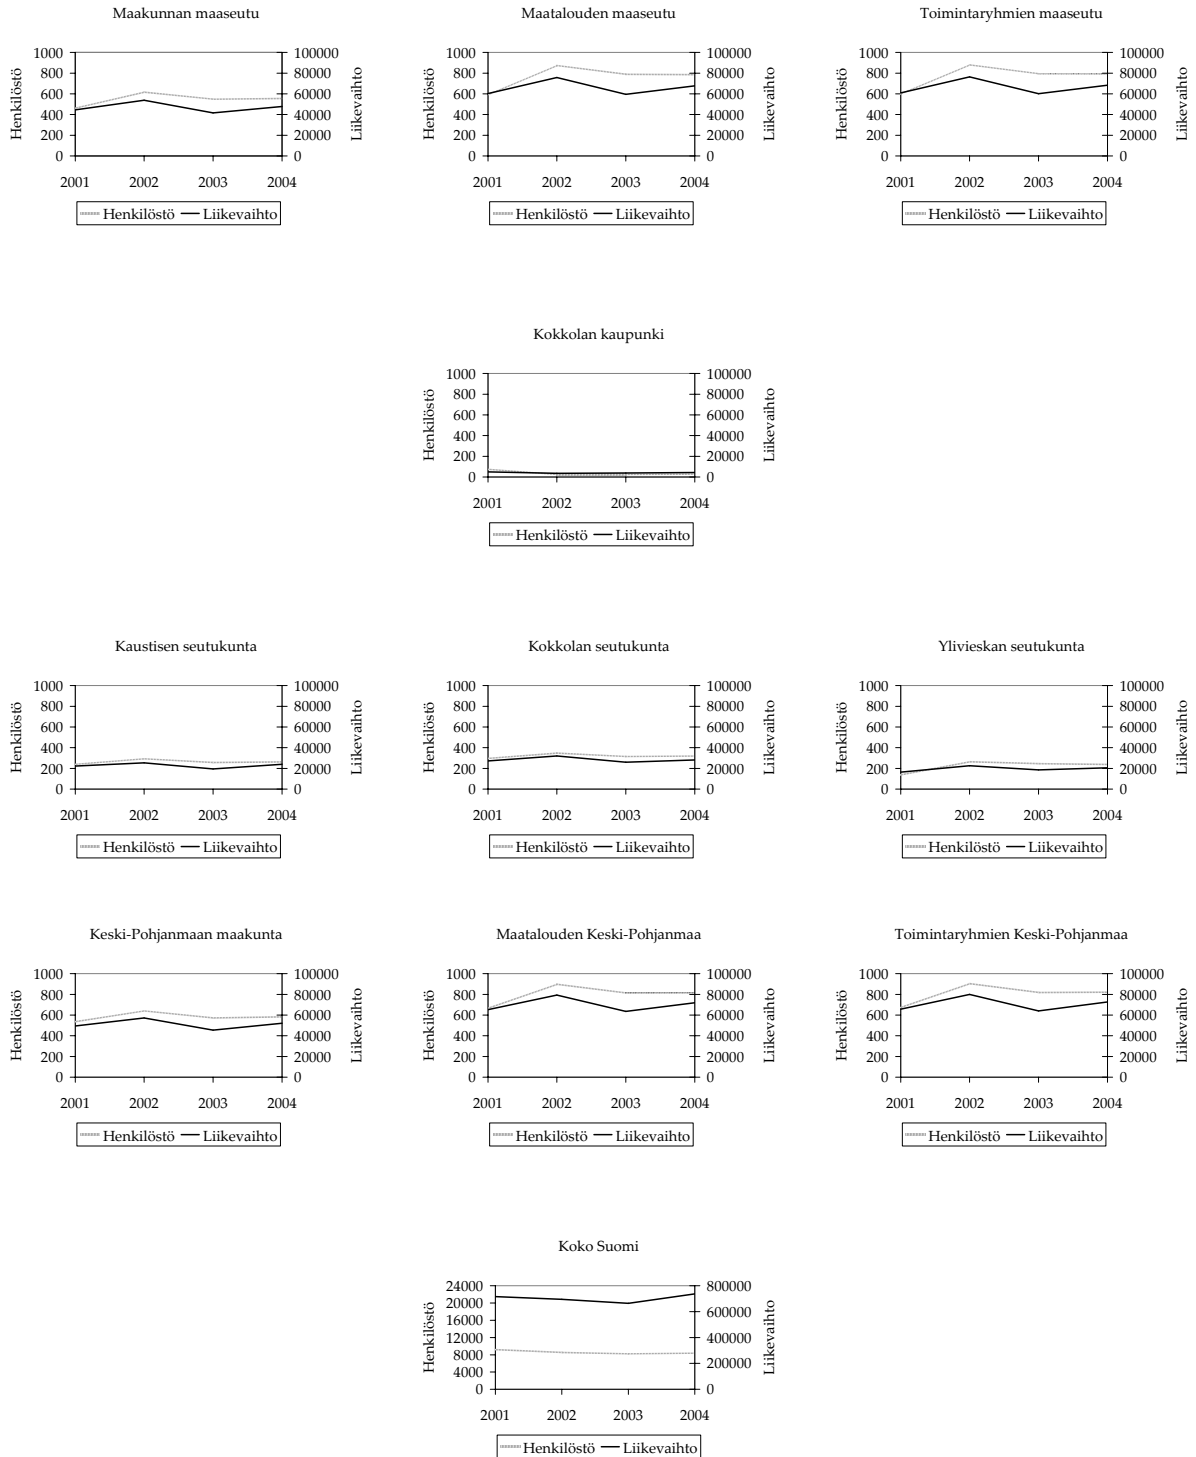 Maakunnan maaseutu
1000
800
600
400
200
0
Henkilöstö
100000
80000
60000
40000
20000
0
Liikevaihto
2001 2002 2003 2004
Henkilöstö Liikevaihto
Maatalouden maaseutu
1000
800
600
400
200
0
Henkilöstö
100000
80000
60000
40000
20000
0
Liikevaihto
2001 2002 2003 2004
Henkilöstö Liikevaihto
Toimintaryhmien maaseutu
1000
800
600
400
200
0
Henkilöstö
100000
80000
60000
40000
20000
0
Liikevaihto
2001 2002 2003 2004
Henkilöstö Liikevaihto
Kokkolan kaupunki
1000
800
600
400
200
0
Henkilöstö
100000
80000
60000
40000
20000
0
Liikevaihto
2001 2002 2003 2004
Henkilöstö Liikevaihto
Kaustisen seutukunta
1000
800
600
400
200
0
Henkilöstö
100000
80000
60000
40000
20000
0
Liikevaihto
2001 2002 2003 2004
Henkilöstö Liikevaihto
Kokkolan seutukunta
1000
800
600
400
200
0
Henkilöstö
100000
80000
60000
40000
20000
0
Liikevaihto
2001 2002 2003 2004
Henkilöstö Liikevaihto
Ylivieskan seutukunta
1000
800
600
400
200
0
Henkilöstö
100000
80000
60000
40000
20000
0
Liikevaihto
2001 2002 2003 2004
Henkilöstö Liikevaihto
Keski-Pohjanmaan maakunta
1000
800
600
400
200
0
Henkilöstö
100000
80000
60000
40000
20000
0
Liikevaihto
2001 2002 2003 2004
Henkilöstö Liikevaihto
Maatalouden Keski-Pohjanmaa
1000
800
600
400
200
0
Henkilöstö
100000
80000
60000
40000
20000
0
Liikevaihto
2001 2002 2003 2004
Henkilöstö Liikevaihto
Toimintaryhmien Keski-Pohjanmaa
1000
800
600
400
200
0
Henkilöstö
100000
80000
60000
40000
20000
0
Liikevaihto
2001 2002 2003 2004
Henkilöstö Liikevaihto
Koko Suomi
24000
20000
16000
12000
8000
4000
0
Henkilöstö
800000
600000
400000
200000
0
Liikevaihto
2001 2002 2003 2004
Henkilöstö Liikevaihto